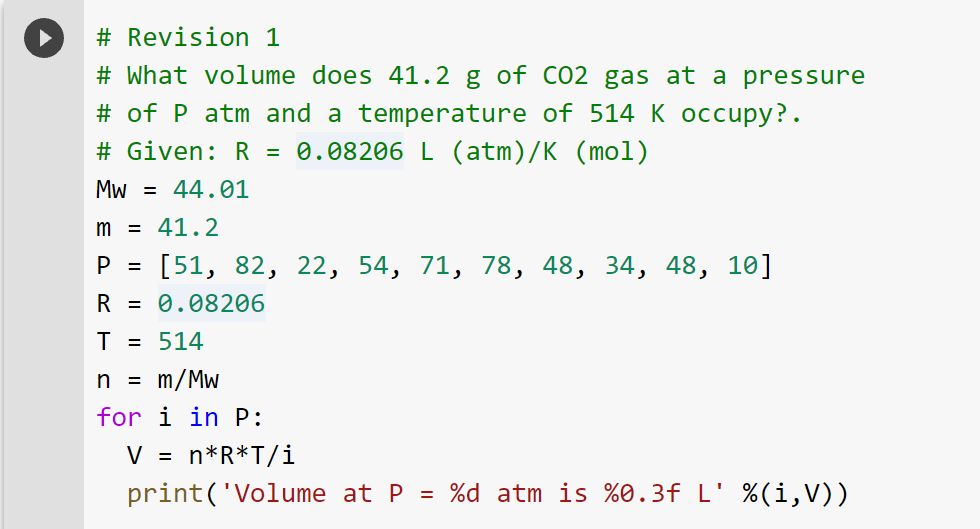 # Revision 1
# What volume does 41.2 g of CO2 gas at a pressure
# of P atm and a temperature of 514 K occupy?.
# Given: R = 0.08206 L (atm)/K (mol)
Mw = 44.01
m = 41.2
P = [51, 82, 22, 54, 71, 78, 48, 34, 48, 10]
R = 0.08206
T = 514
n = m/Mw
for i in P:
  V = n*R*T/i
  print('Volume at P = %d atm is %0.3f L' %(i,V))